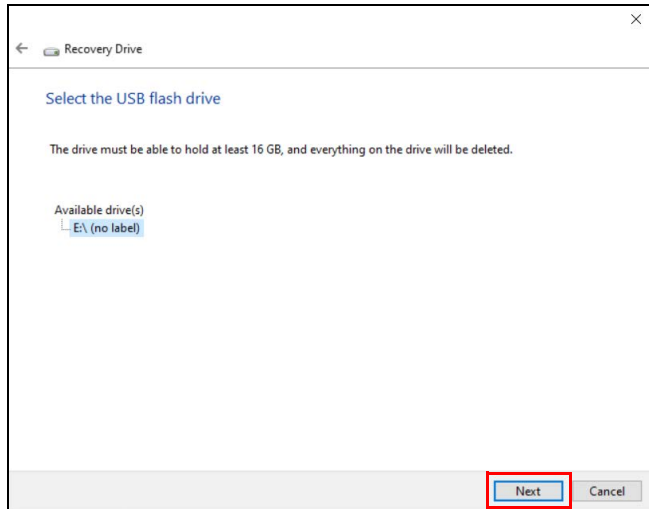 Recovery Drive
Select the USB flash drive
The drive must be able to hold at least 16 GB, and everything on the drive will be deleted.
Available drive(s)
E:\ (no label)
Next Cancel